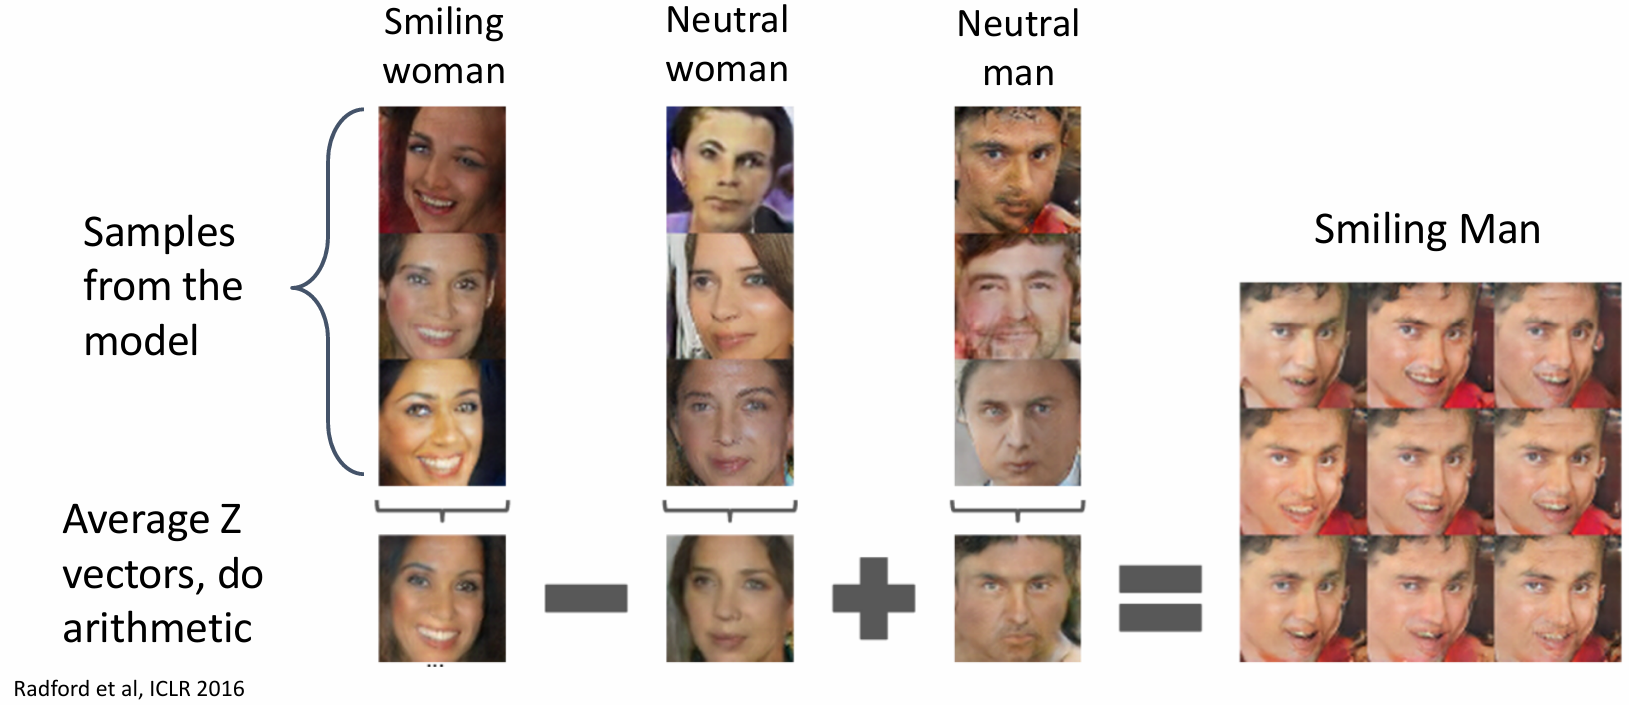 Smiling
woman
Neutral
woman
Neutral
man
Samples
from the
model
Smiling Man
Average Z
vectors, do
arithmetic
...
Radford et al, ICLR 2016